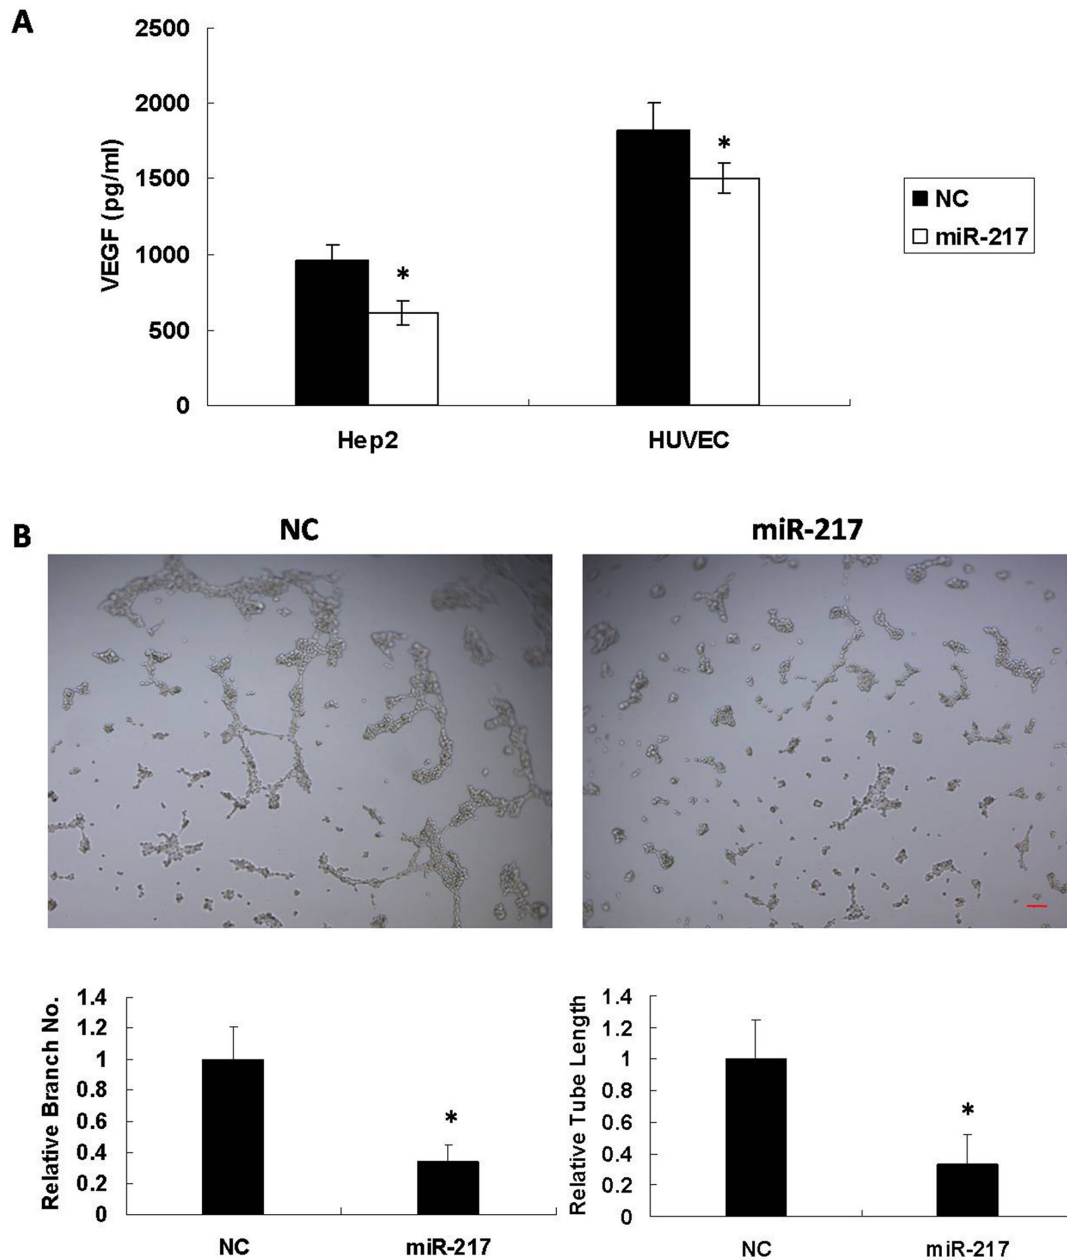 A
2500
2000
1500
1000
500
0
VEGF (pg/ml)
*
*
NC
miR-217
Hep2
HUVEC
B
NC
miR-217
Relative Branch No.
1.4
1.2
1
0.8
0.6
0.4
0.2
0
*
NC
miR-217
Relative Tube Length
1.4
1.2
1
0.8
0.6
0.4
0.2
0
*
NC
miR-217